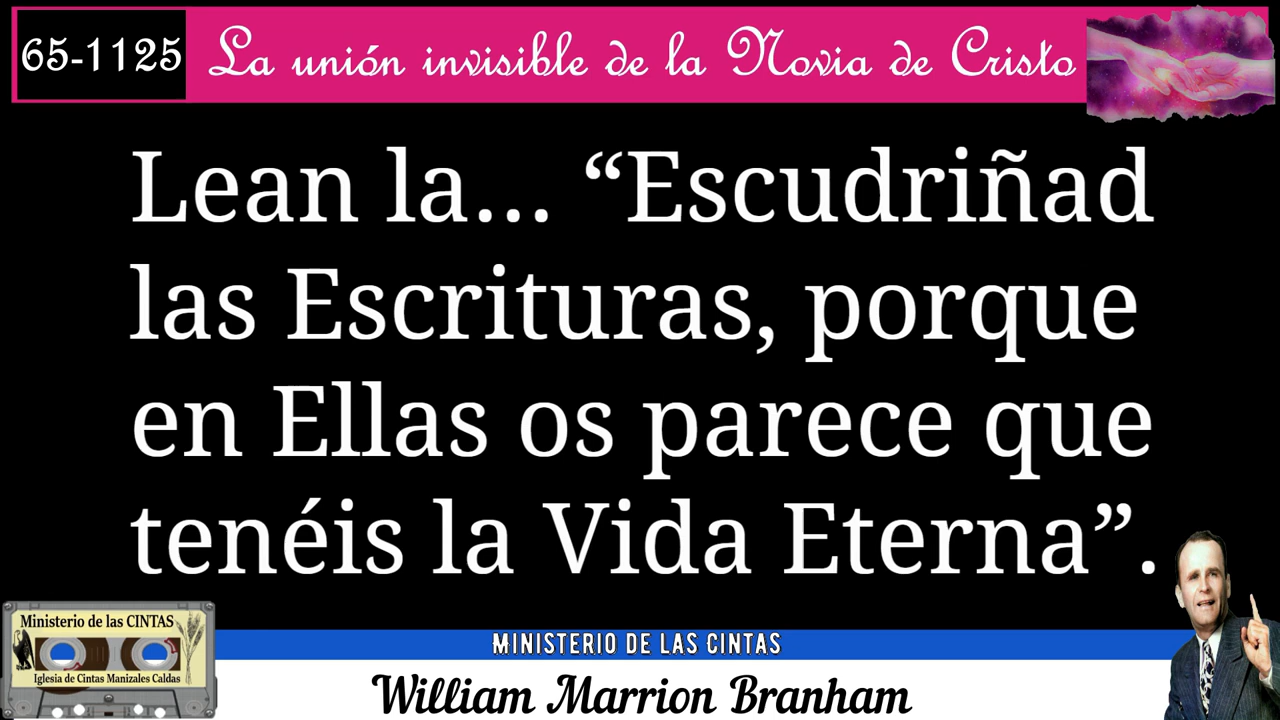 65-1125 La unión invisible de la Novia de Cristo
Lean la... “Escudriñad
las Escrituras, porque
en Ellas os parece que
tenéis la Vida Eterna”.
Ministerio de las CINTAS
Iglesia de Cintas Manizales Caldas
MINISTERIO DE LAS CINTAS
William Marrion Branham